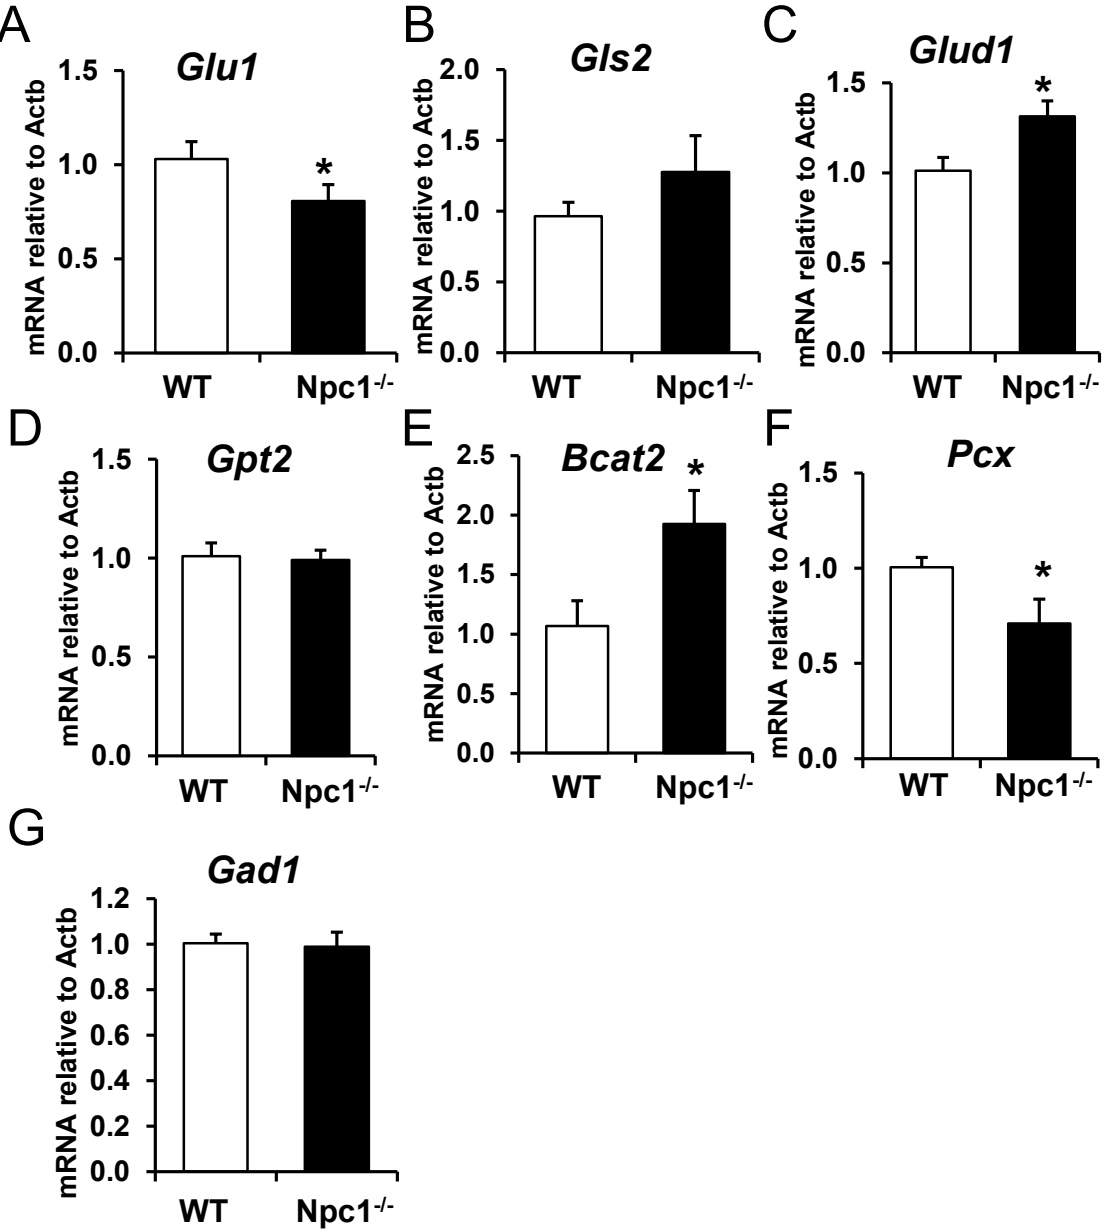 A
Glu1
mRNA relative to Actb
1.5
1.0
0.5
0.0
*
WT
Npc1-/-
B
Gls2
mRNA relative to Actb
2.0
1.5
1.0
0.5
0.0
WT
Npc1-/-
C
Glud1
mRNA relative to Actb
1.5
1.0
0.5
0.0
*
WT
Npc1-/-
D
Gpt2
mRNA relative to Actb
1.5
1.0
0.5
0.0
WT
Npc1-/-
E
Bcat2
mRNA relative to Actb
2.5
2.0
1.5
1.0
0.5
0.0
*
WT
Npc1-/-
F
Pcx
mRNA relative to Actb
1.5
1.0
0.5
0.0
*
WT
Npc1-/-
G
Gad1
mRNA relative to Actb
1.2
1.0
0.8
0.6
0.4
0.2
0.0
WT
Npc1-/-